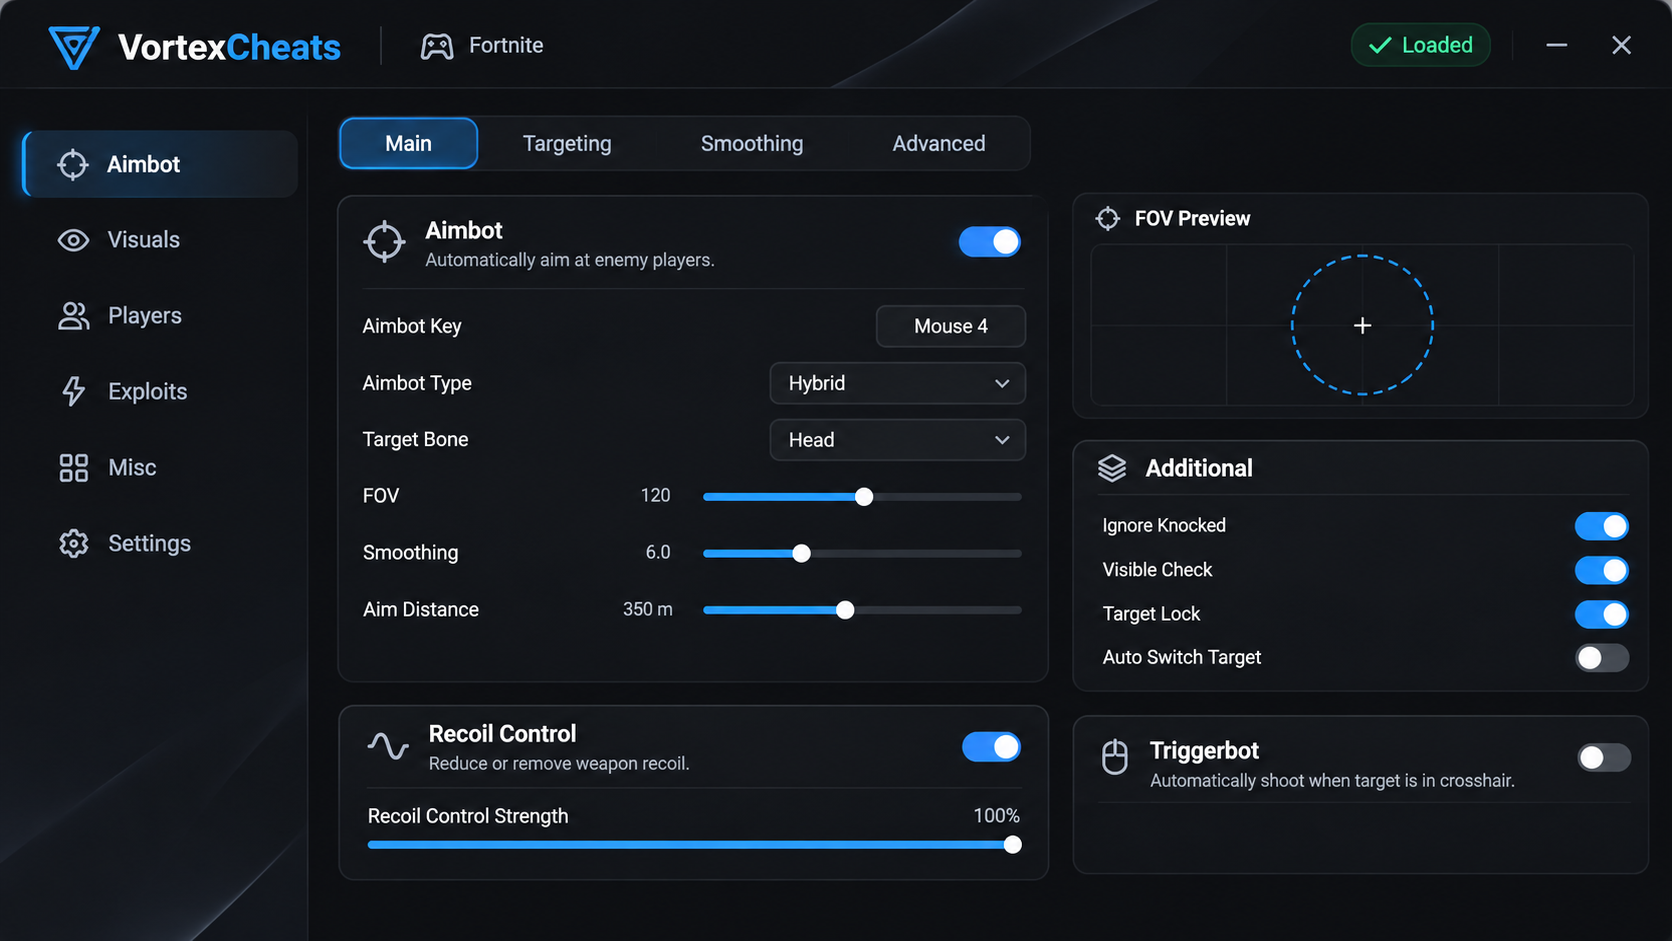 VortexCheats
Fortnite
Loaded
Aimbot
Visuals
Players
Exploits
Misc
Settings
Main
Targeting
Smoothing
Advanced
Aimbot
Automatically aim at enemy players.
Aimbot Key
Mouse 4
Aimbot Type
Hybrid
Target Bone
Head
FOV
120
Smoothing
6.0
Aim Distance
350 m
Recoil Control
Reduce or remove weapon recoil.
Recoil Control Strength
100%
FOV Preview
Additional
Ignore Knocked
Visible Check
Target Lock
Auto Switch Target
Triggerbot
Automatically shoot when target is in crosshair.